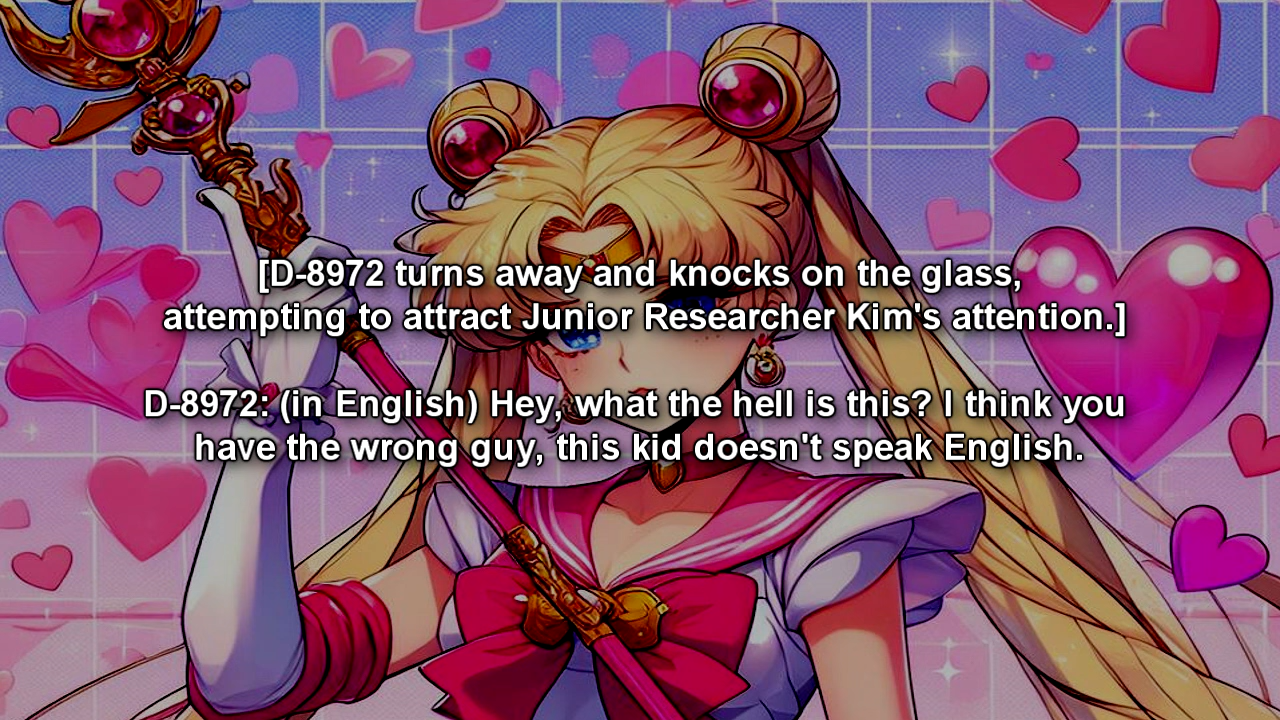 [D-8972 turns away and knocks on the glass,
attempting to attract Junior Researcher Kim's attention.]
D-8972: (in English) Hey, what the hell is this? I think you
have the wrong guy, this kid doesn't speak English.